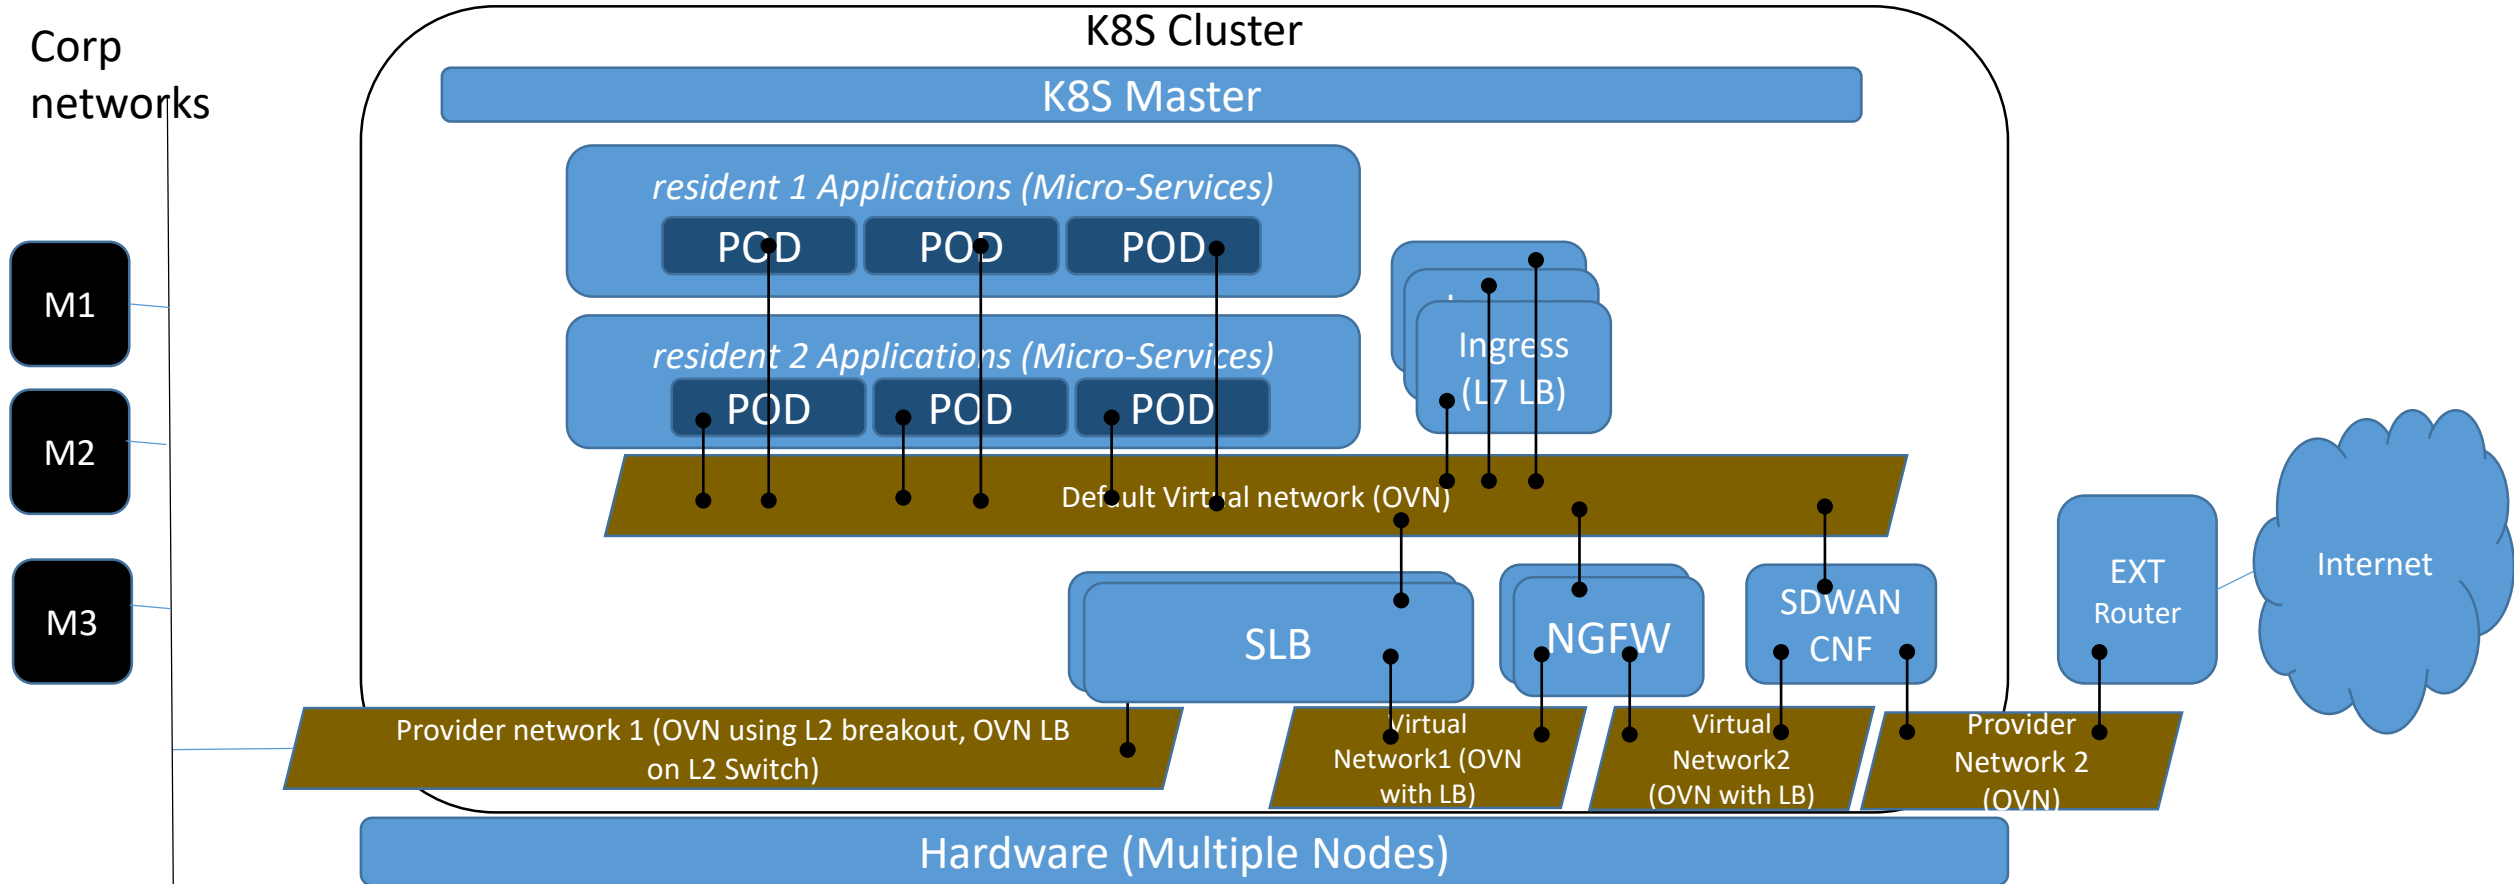 K8S Cluster
Corp
networks
K8S Master
resident 1 Applications (Micro-Services)
POD
POD
POD
M1
resident 2 Applications (Micro-Services)
Ingress
(L7 LB)
POD
POD
POD
M2
Default Virtual network (OVN)
Internet
EXT
Router
SDWAN
CNF
M3
SLB
NGFW
Provider network 1 (OVN using L2 breakout, OVN LB
on L2 Switch)
Virtual
Network1 (OVN
with LB)
Virtual
Network2
(OVN with LB)
Provider
Network 2
(OVN)
Hardware (Multiple Nodes)